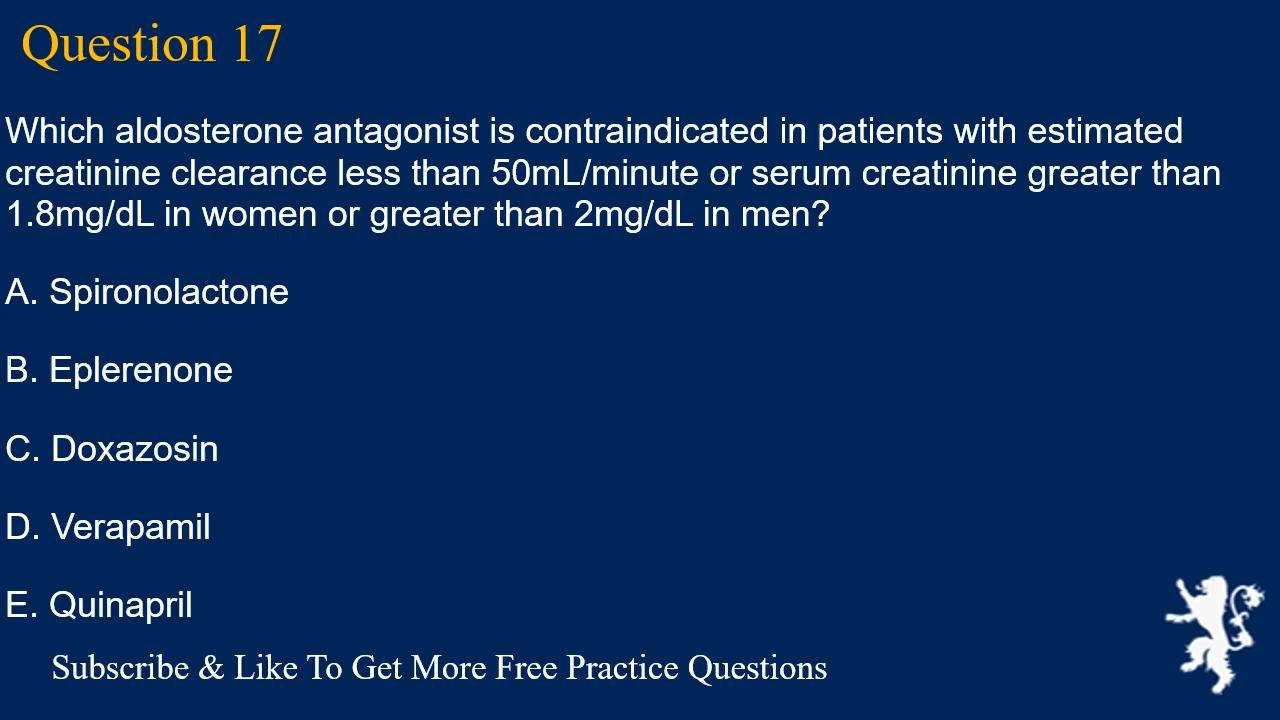 Question 17
Which aldosterone antagonist is contraindicated in patients with estimated
creatinine clearance less than 50mL/minute or serum creatinine greater than
1.8mg/dL in women or greater than 2mg/dL in men?
A. Spironolactone
B. Eplerenone
C. Doxazosin
D. Verapamil
E. Quinapril
Subscribe & Like To Get More Free Practice Questions